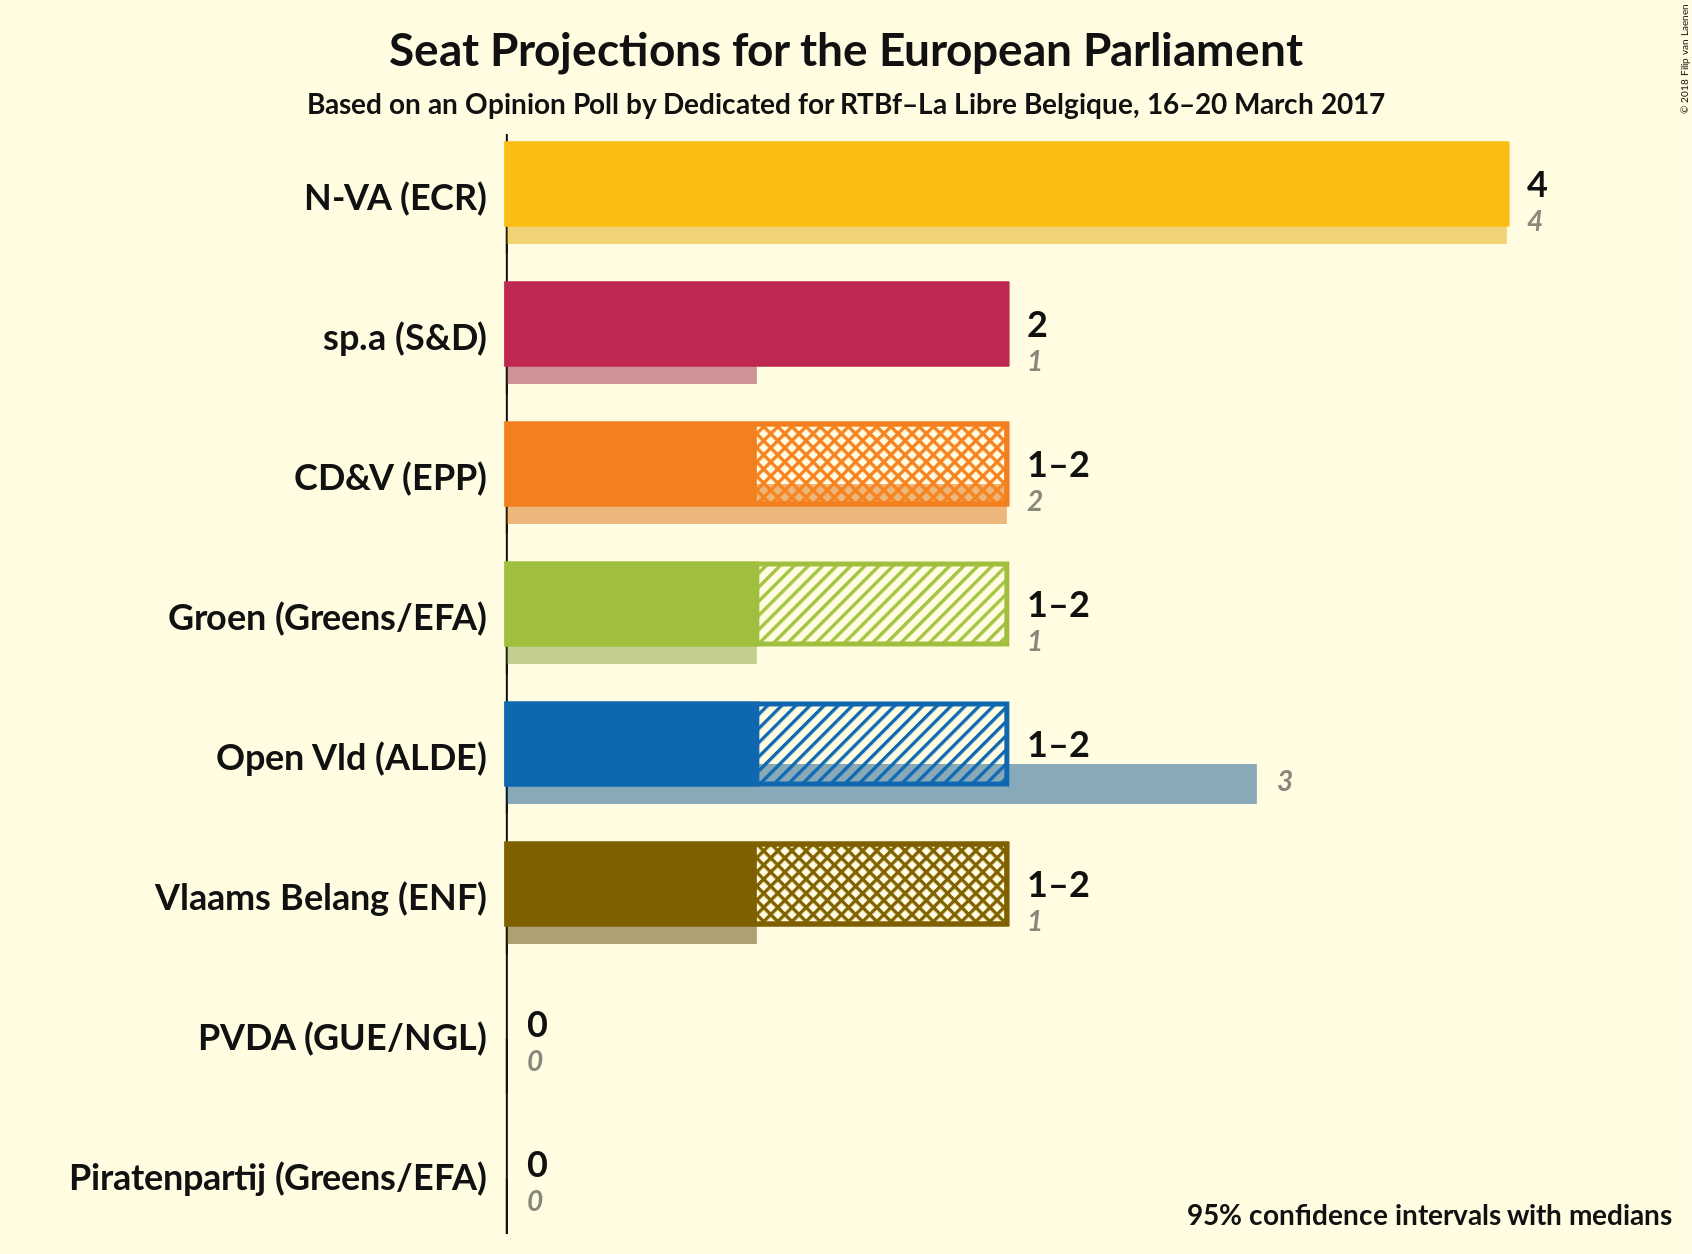 Seat Projections for the European Parliament
Based on an Opinion Poll by Dedicated for RTBf–La Libre Belgique, 16–20 March 2017
© 2018 Filip van Laenen
N-VA (ECR)
4
4
sp.a (S&D)
2
1
CD&V (EPP)
1–2
2
Groen (Greens/EFA)
1–2
1
Open Vld (ALDE)
1–2
3
Vlaams Belang (ENF)
1–2
1
PVDA (GUE/NGL)
0
0
Piratenpartij (Greens/EFA)
0
0
95% confidence intervals with medians